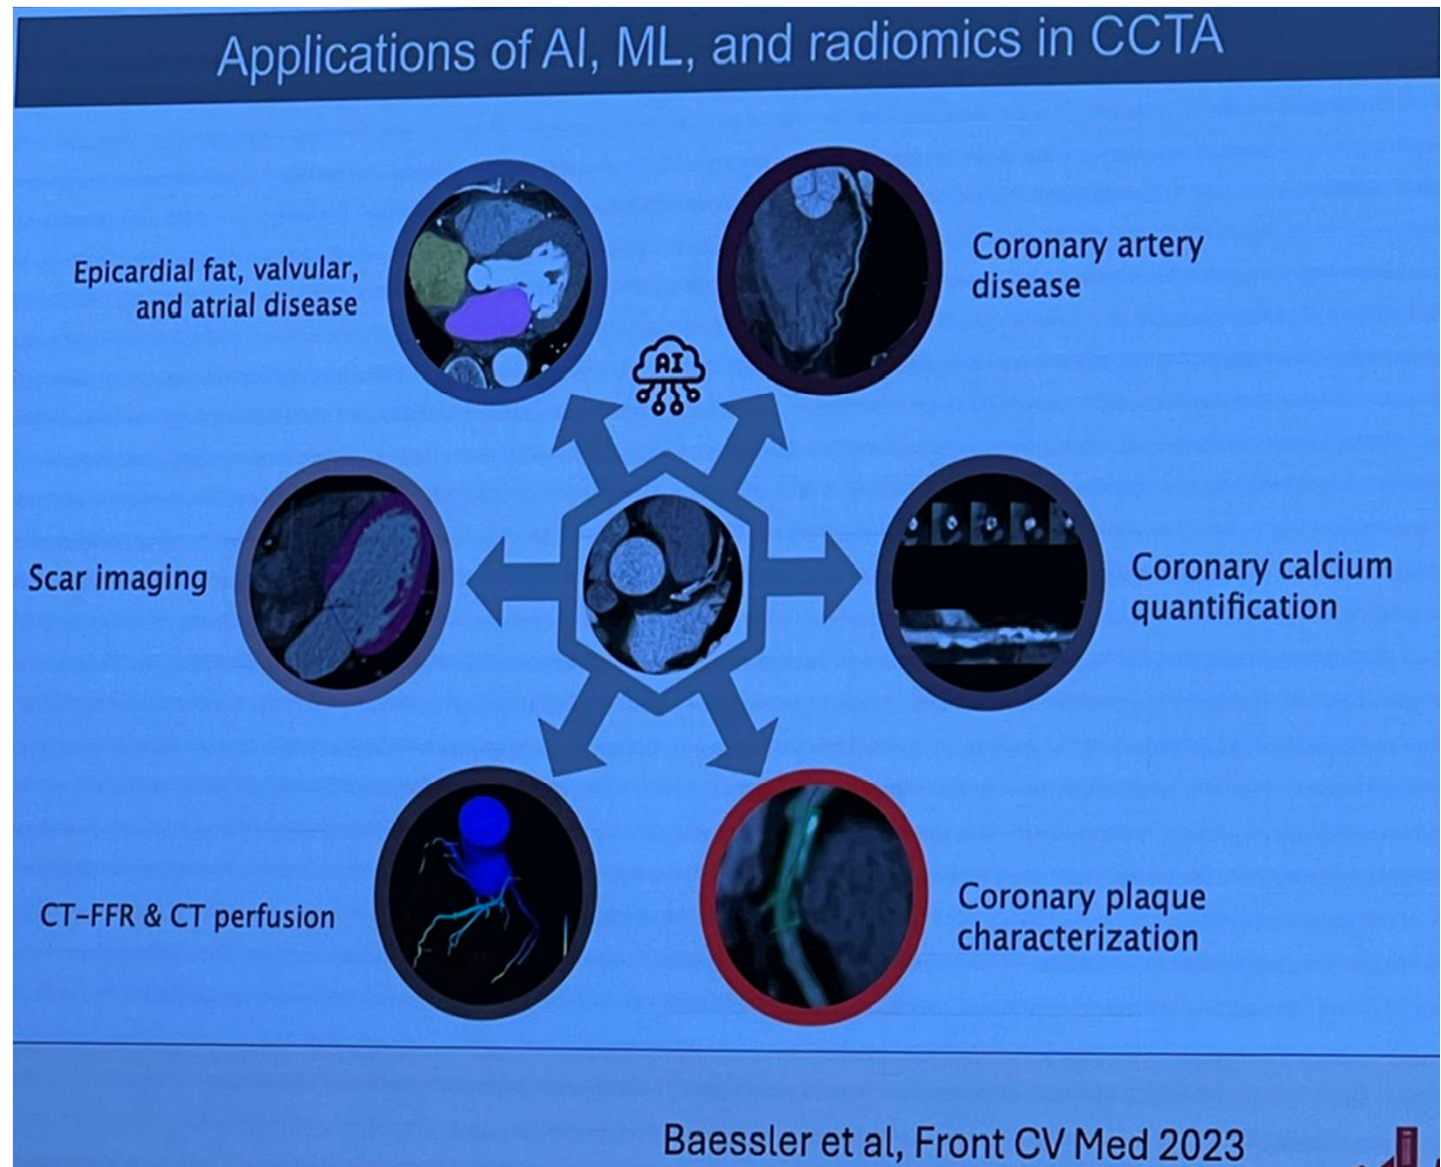 Applications of AI, ML, and radiomics in CCTA
Epicardial fat, valvular,
and atrial disease
Coronary artery
disease
AI
Scar imaging
Coronary calcium
quantification
CT-FFR & CT perfusion
Coronary plaque
characterization
Baessler et al, Front CV Med 2023